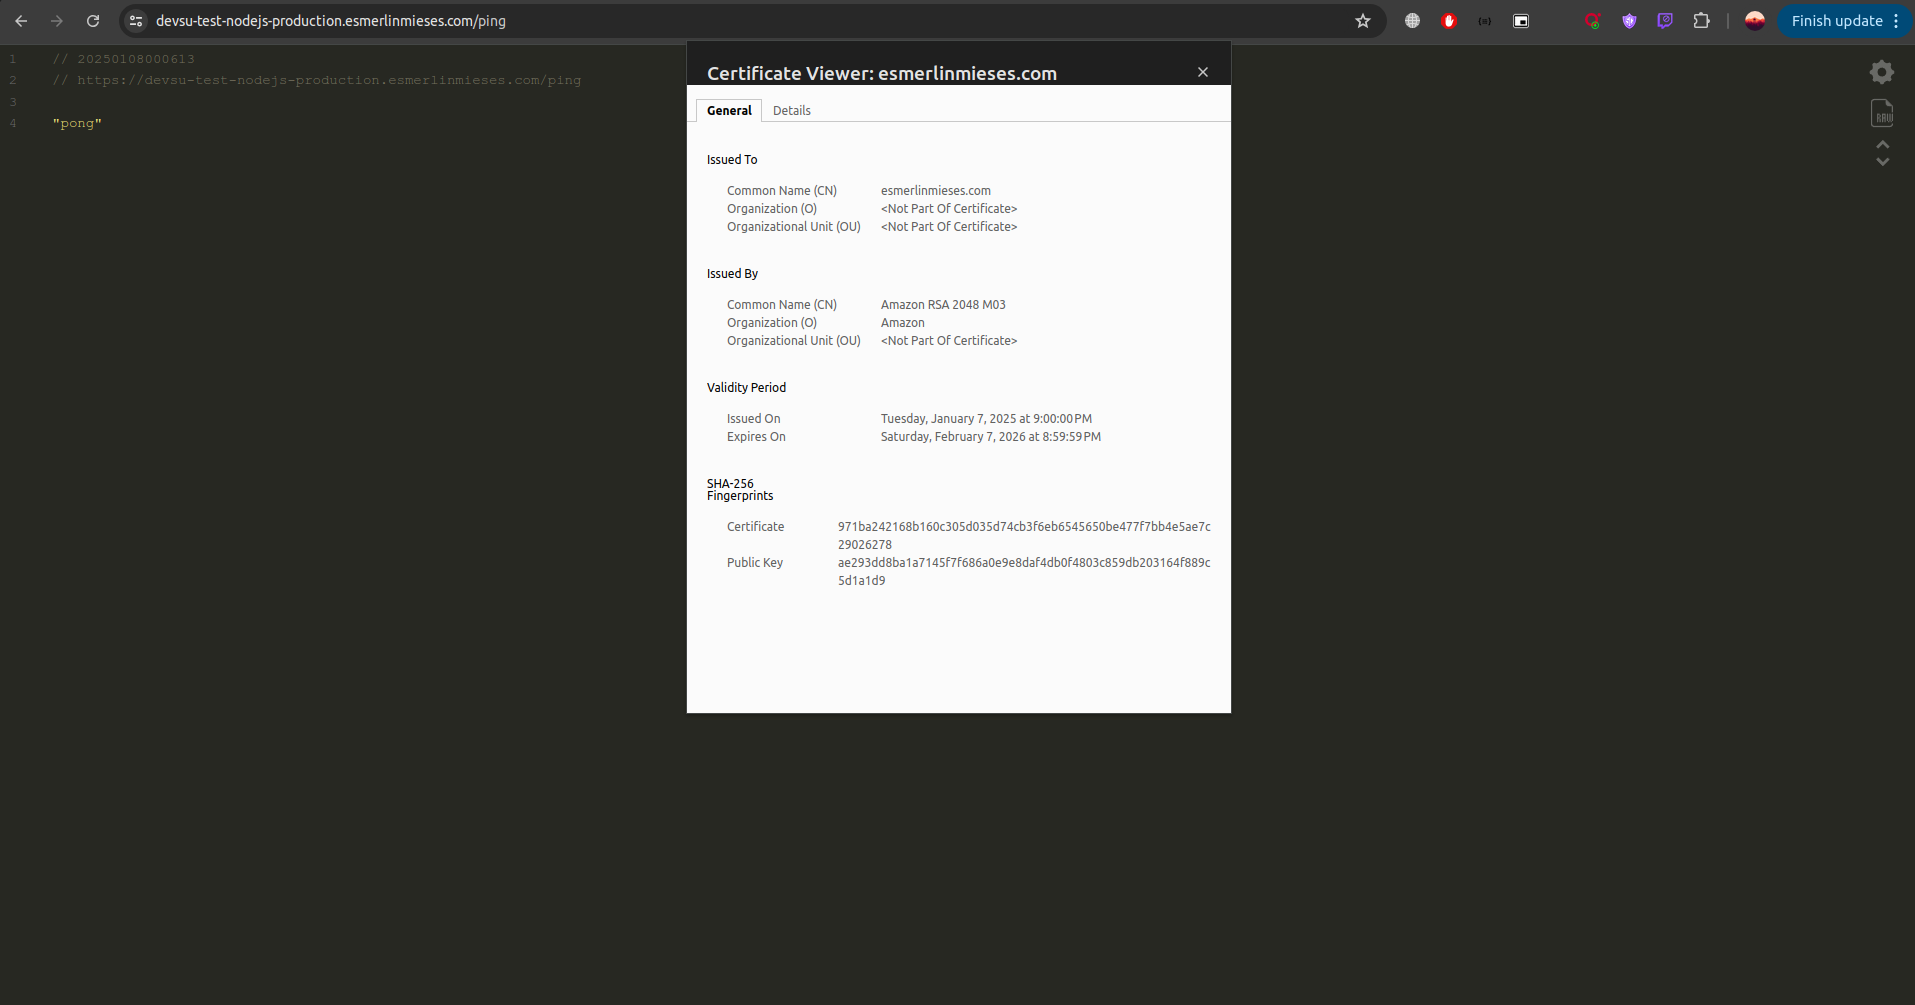 devsu-test-nodejs-production.esmerlinmieses.com/ping
Finish update
1 // 20250108000613
2 // https://devsu-test-nodejs-production.esmerlinmieses.com/ping
3
4 "pong"
RAW
Certificate Viewer: esmerlinmieses.com
General Details
Issued To
Common Name (CN) esmerlinmieses.com
Organization (O) <Not Part Of Certificate>
Organizational Unit (OU) <Not Part Of Certificate>
Issued By
Common Name (CN) Amazon RSA 2048 M03
Organization (O) Amazon
Organizational Unit (OU) <Not Part Of Certificate>
Validity Period
Issued On Tuesday, January 7, 2025 at 9:00:00 PM
Expires On Saturday, February 7, 2026 at 8:59:59 PM
SHA-256
Fingerprints
Certificate 971ba242168b160c305d035d74cb3f6eb6545650be477f7bb4e5ae7c
29026278
Public Key ae293dd8ba1a7145f7f686a0e9e8daf4db0f4803c859db203164f889c
5d1a1d9